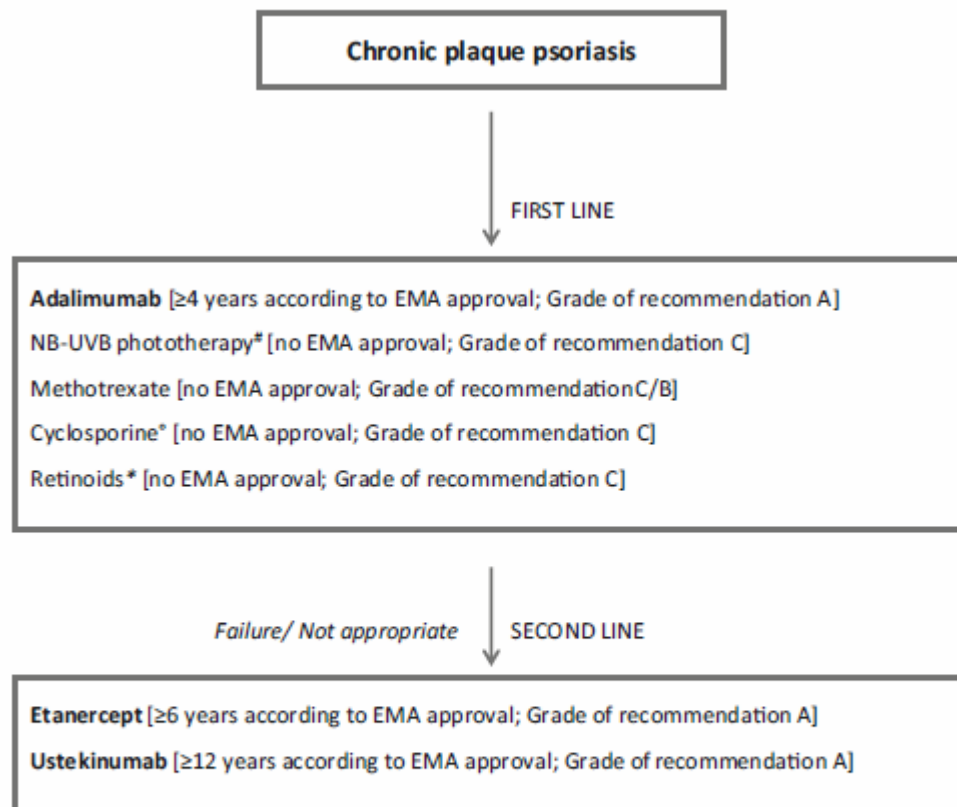 Chronic plaque psoriasis
FIRST LINE
Adalimumab [≥4 years according to EMA approval; Grade of recommendation A]
NB-UVB phototherapy# [no EMA approval; Grade of recommendation C]
Methotrexate [no EMA approval; Grade of recommendationC/B]
Cyclosporine° [no EMA approval; Grade of recommendation C]
Retinoids* [no EMA approval; Grade of recommendation C]
Failure/ Not appropriate SECOND LINE
Etanercept [≥6 years according to EMA approval; Grade of recommendation A]
Ustekinumab [≥12 years according to EMA approval; Grade of recommendation A]